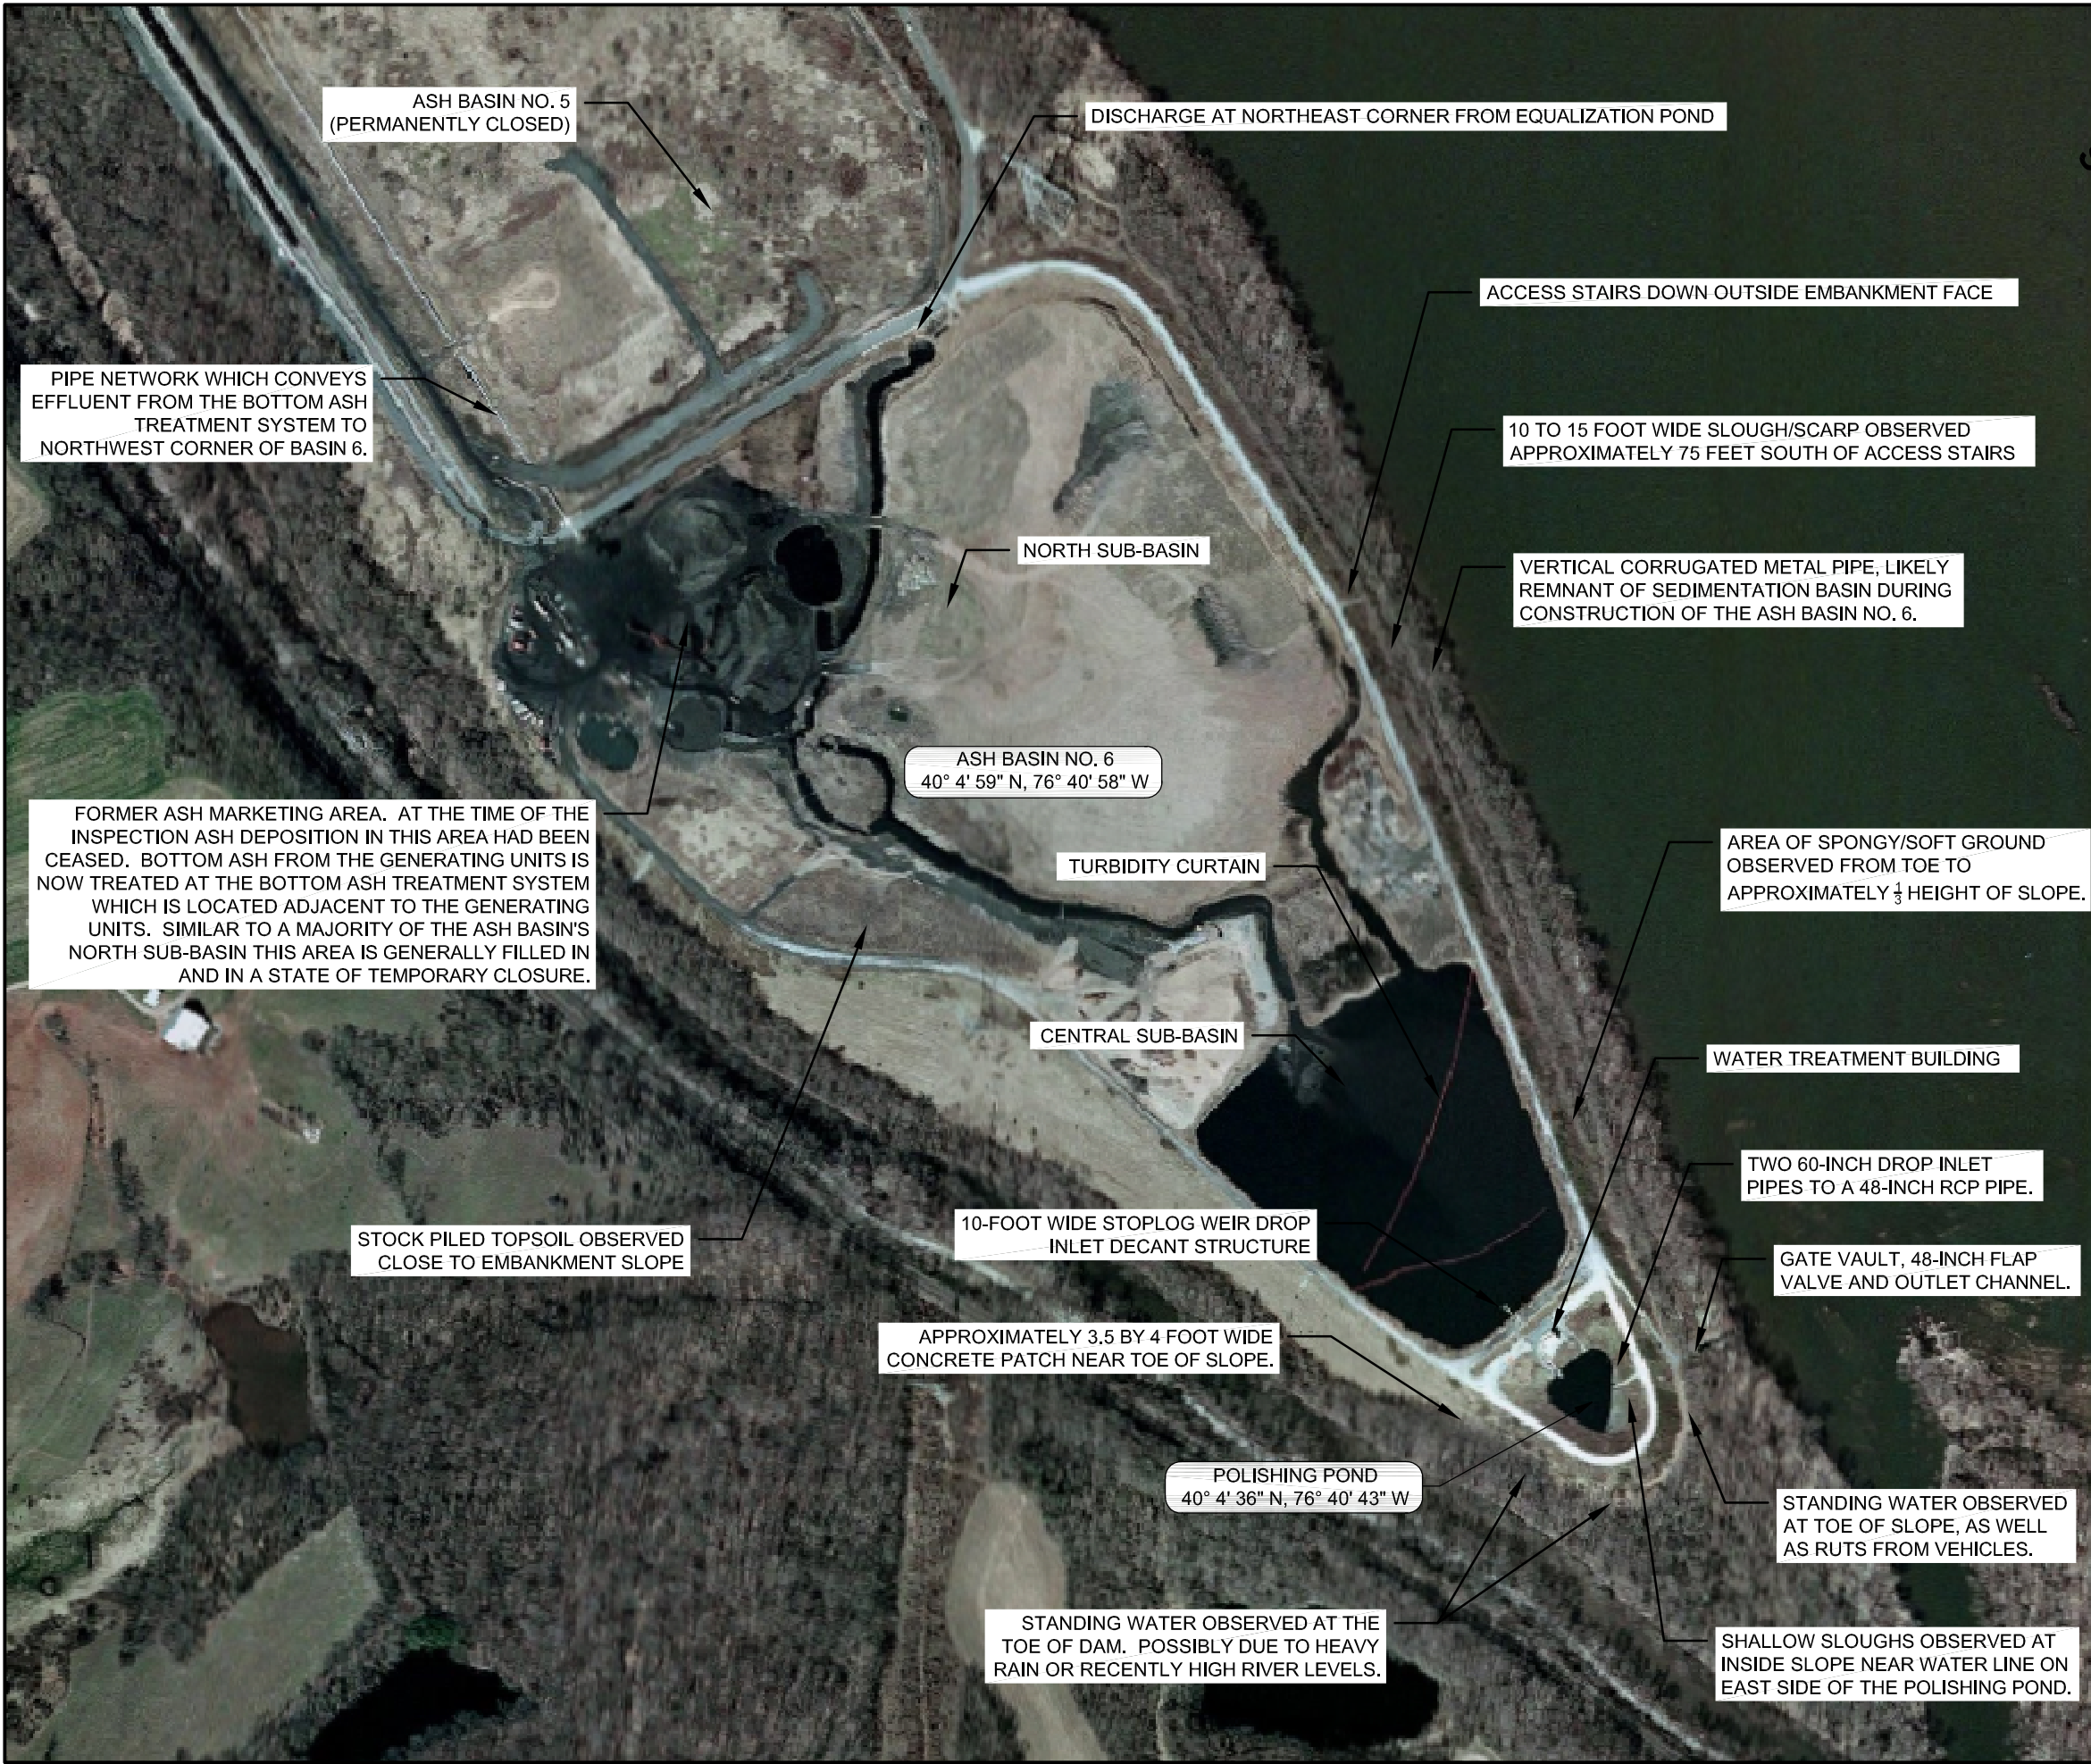 ASH BASIN NO. 5
(PERMANENTLY CLOSED)
DISCHARGE AT NORTHEAST CORNER FROM EQUALIZATION POND
ACCESS STAIRS DOWN OUTSIDE EMBANKMENT FACE
PIPE NETWORK WHICH CONVEYS
EFFLUENT FROM THE BOTTOM ASH
TREATMENT SYSTEM TO
NORTHWEST CORNER OF BASIN 6.
10 TO 15 FOOT WIDE SLOUGH/SCARP OBSERVED
APPROXIMATELY 75 FEET SOUTH OF ACCESS STAIRS
NORTH SUB-BASIN
VERTICAL CORRUGATED METAL PIPE, LIKELY
REMNANT OF SEDIMENTATION BASIN DURING
CONSTRUCTION OF THE ASH BASIN NO. 6.
ASH BASIN NO. 6
40° 4' 59" N, 76° 40' 58" W
FORMER ASH MARKETING AREA. AT THE TIME OF THE
INSPECTION ASH DEPOSITION IN THIS AREA HAD BEEN
CEASED. BOTTOM ASH FROM THE GENERATING UNITS IS
NOW TREATED AT THE BOTTOM ASH TREATMENT SYSTEM
WHICH IS LOCATED ADJACENT TO THE GENERATING
UNITS. SIMILAR TO A MAJORITY OF THE ASH BASIN'S
NORTH SUB-BASIN THIS AREA IS GENERALLY FILLED IN
AND IN A STATE OF TEMPORARY CLOSURE.
TURBIDITY CURTAIN
AREA OF SPONGY/SOFT GROUND
OBSERVED FROM TOE TO
APPROXIMATELY 1/3 HEIGHT OF SLOPE.
CENTRAL SUB-BASIN
WATER TREATMENT BUILDING
TWO 60-INCH DROP INLET
PIPES TO A 48-INCH RCP PIPE.
STOCK PILED TOPSOIL OBSERVED
CLOSE TO EMBANKMENT SLOPE
10-FOOT WIDE STOPLOG WEIR DROP
INLET DECANT STRUCTURE
GATE VAULT, 48-INCH FLAP
VALVE AND OUTLET CHANNEL.
APPROXIMATELY 3.5 BY 4 FOOT WIDE
CONCRETE PATCH NEAR TOE OF SLOPE.
POLISHING POND
40° 4' 36" N, 76° 40' 43" W
STANDING WATER OBSERVED
AT TOE OF SLOPE, AS WELL
AS RUTS FROM VEHICLES.
STANDING WATER OBSERVED AT THE
TOE OF DAM. POSSIBLY DUE TO HEAVY
RAIN OR RECENTLY HIGH RIVER LEVELS.
SHALLOW SLOUGHS OBSERVED AT
INSIDE SLOPE NEAR WATER LINE ON
EAST SIDE OF THE POLISHING POND.